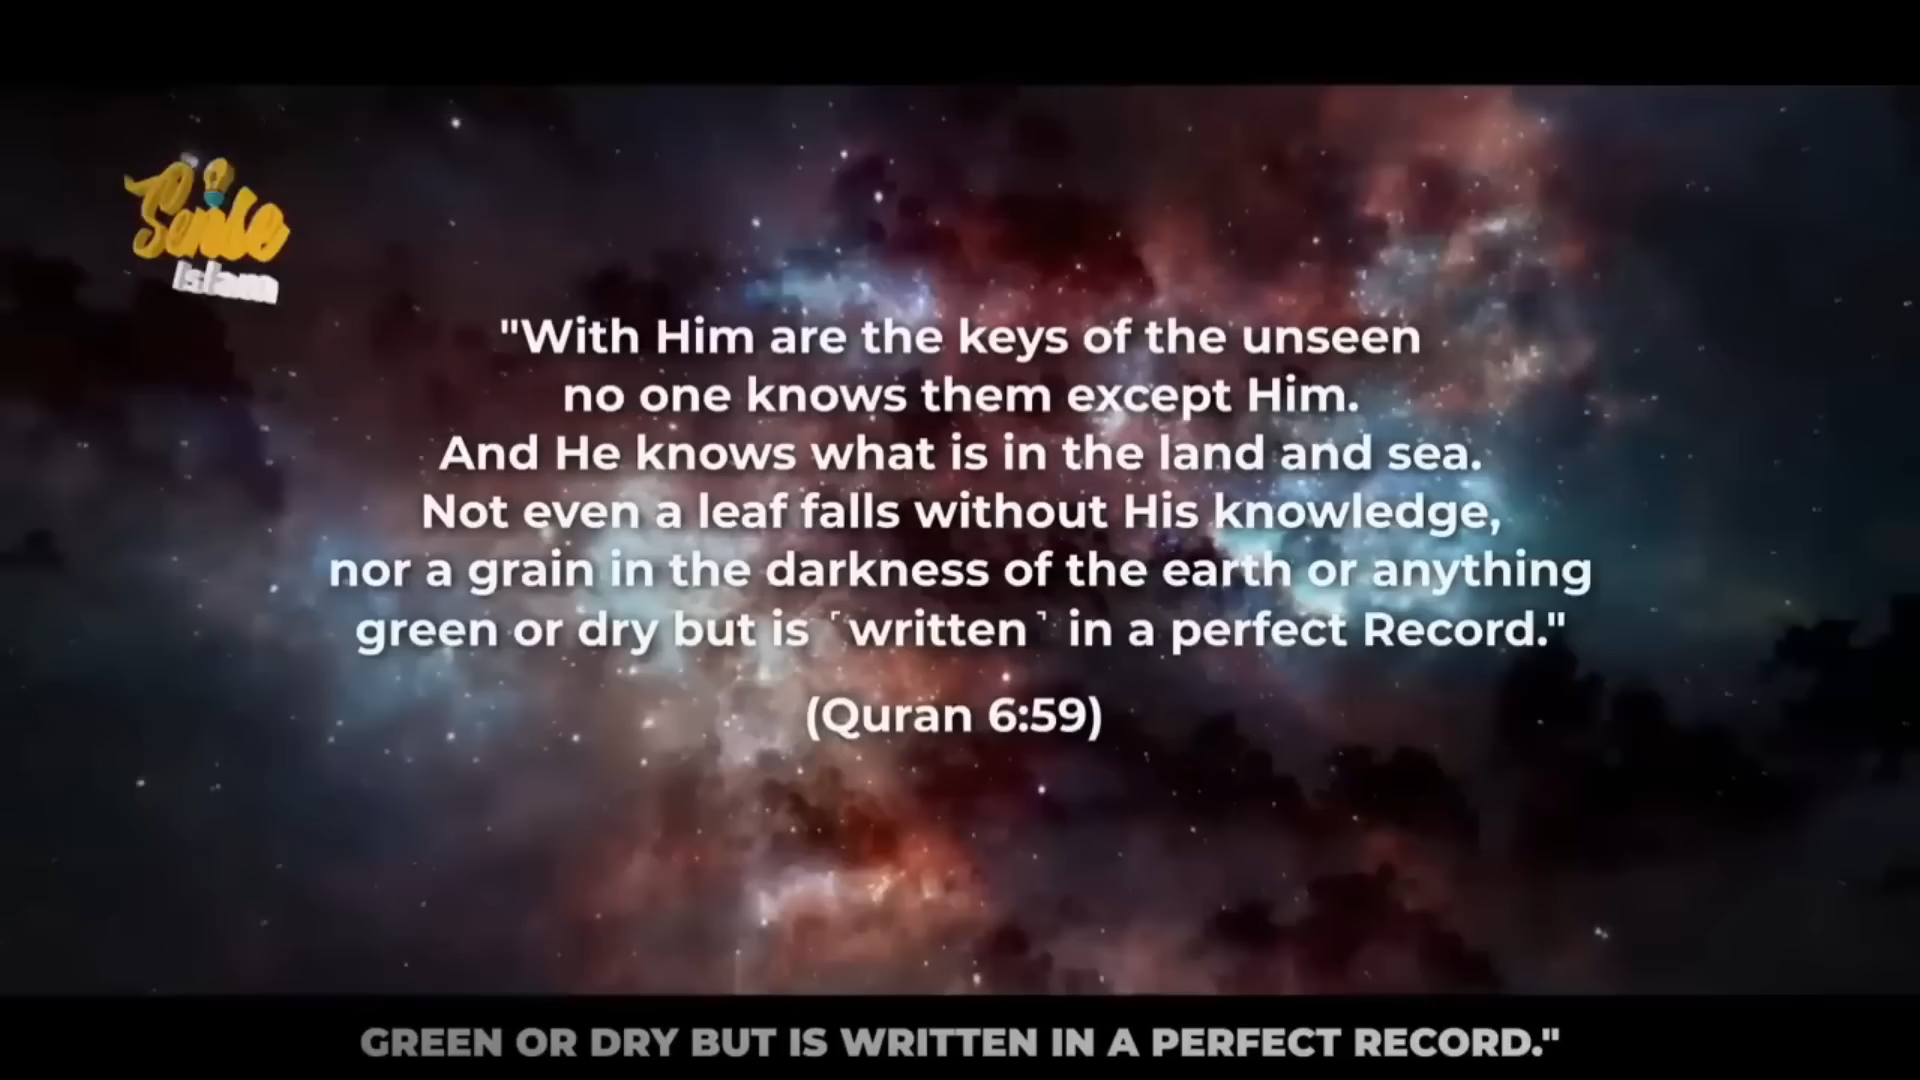 Sense
Islam
"With Him are the keys of the unseen
no one knows them except Him.
And He knows what is in the land and sea.
Not even a leaf falls without His knowledge,
nor a grain in the darkness of the earth or anything
green or dry but is ˹written˺ in a perfect Record."
(Quran 6:59)
GREEN OR DRY BUT IS WRITTEN IN A PERFECT RECORD."